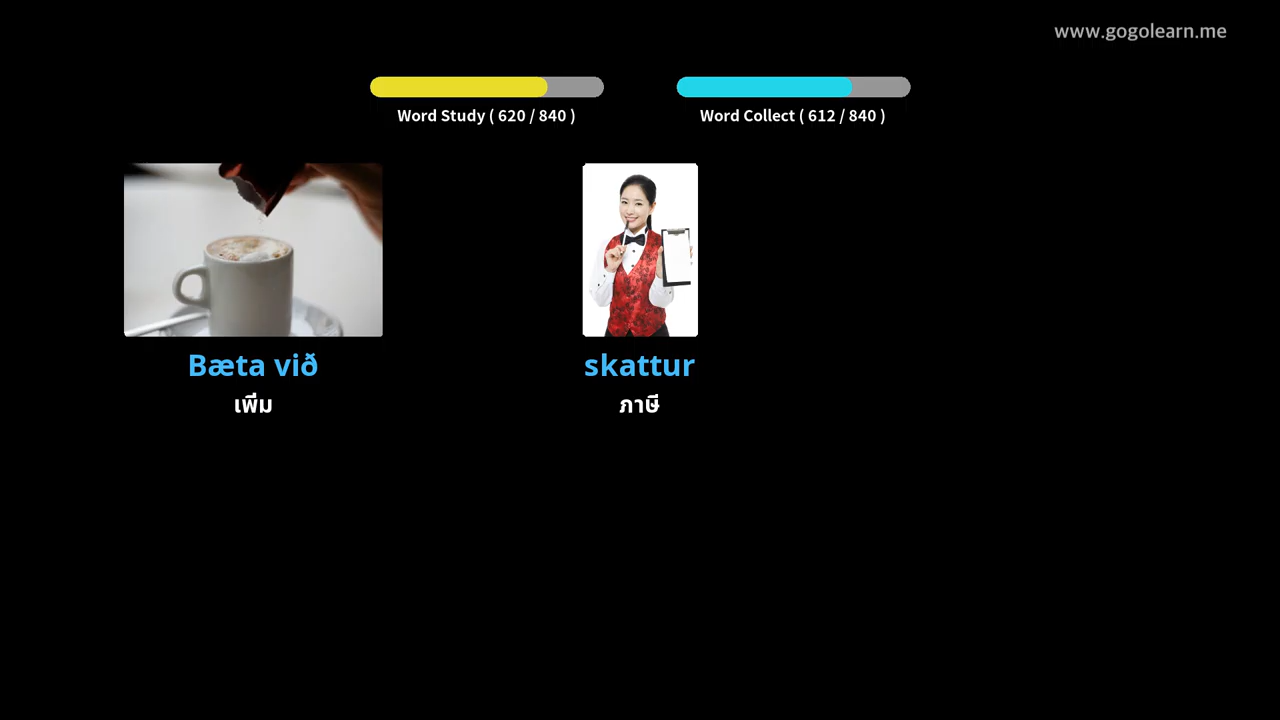 www.gogolearn.me
Word Study ( 620 / 840 )
Word Collect ( 612 / 840 )
Bæta við
เพิ่ม
skattur
ภาษี